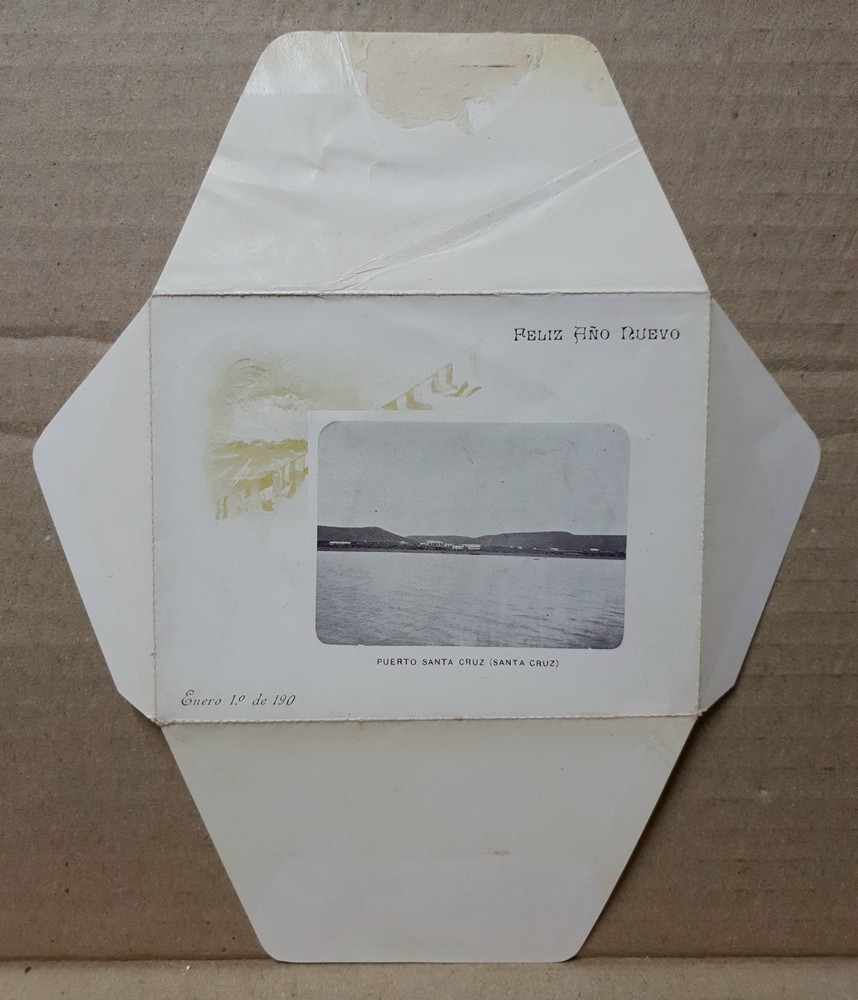 Feliz Año Nuevo
PUERTO SANTA CRUZ (SANTA CRUZ)
Enero 1.º de 190